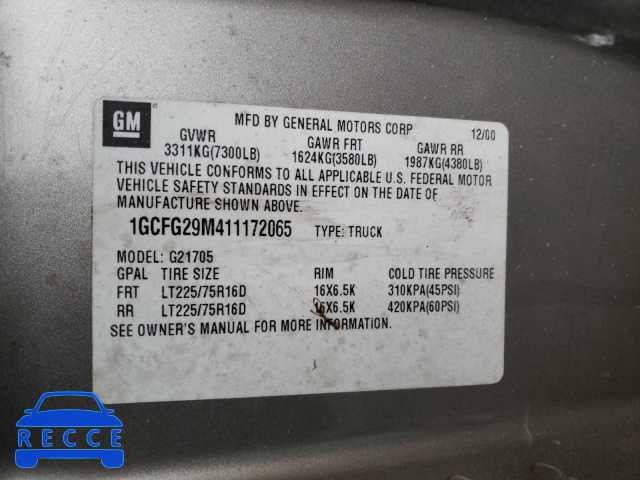 GM
MFD BY GENERAL MOTORS CORP 12/00
GVWR GAWR FRT GAWR RR
3311KG(7300LB) 1624KG(3580LB) 1987KG(4380LB)
THIS VEHICLE CONFORMS TO ALL APPLICABLE U.S. FEDERAL MOTOR
VEHICLE SAFETY STANDARDS IN EFFECT ON THE DATE OF
MANUFACTURE SHOWN ABOVE.
1GCFG29M411172065 TYPE: TRUCK
MODEL: G21705
GPAL TIRE SIZE RIM COLD TIRE PRESSURE
FRT LT225/75R16D 16X6.5K 310KPA(45PSI)
RR LT225/75R16D 16X6.5K 420KPA(60PSI)
SEE OWNER'S MANUAL FOR MORE INFORMATION.
RECCE